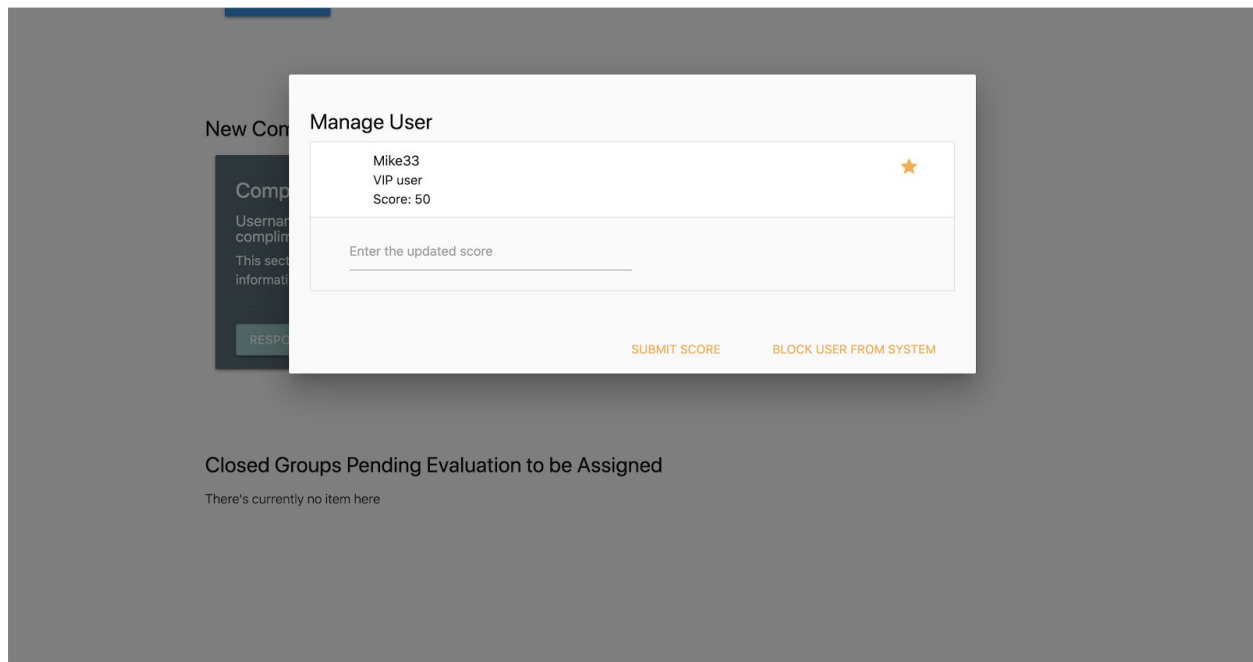 New Com
Manage User
Mike33
VIP user
Score: 50
Enter the updated score
SUBMIT SCORE
BLOCK USER FROM SYSTEM
Comp
Usernam
complim
This sect
informati
RESPO
Closed Groups Pending Evaluation to be Assigned
There's currently no item here